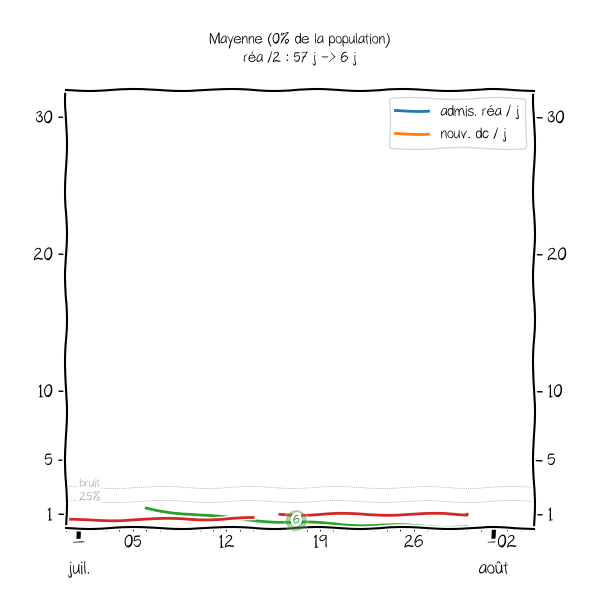 Mayenne (0% de la population)
réa /2 : 57 j -> 6 j
admis. réa / j
nouv. dc / j
30 30
20 20
10 10
5 5
bruit
25%
1 6 1
05 12 19 26 02
juil. août